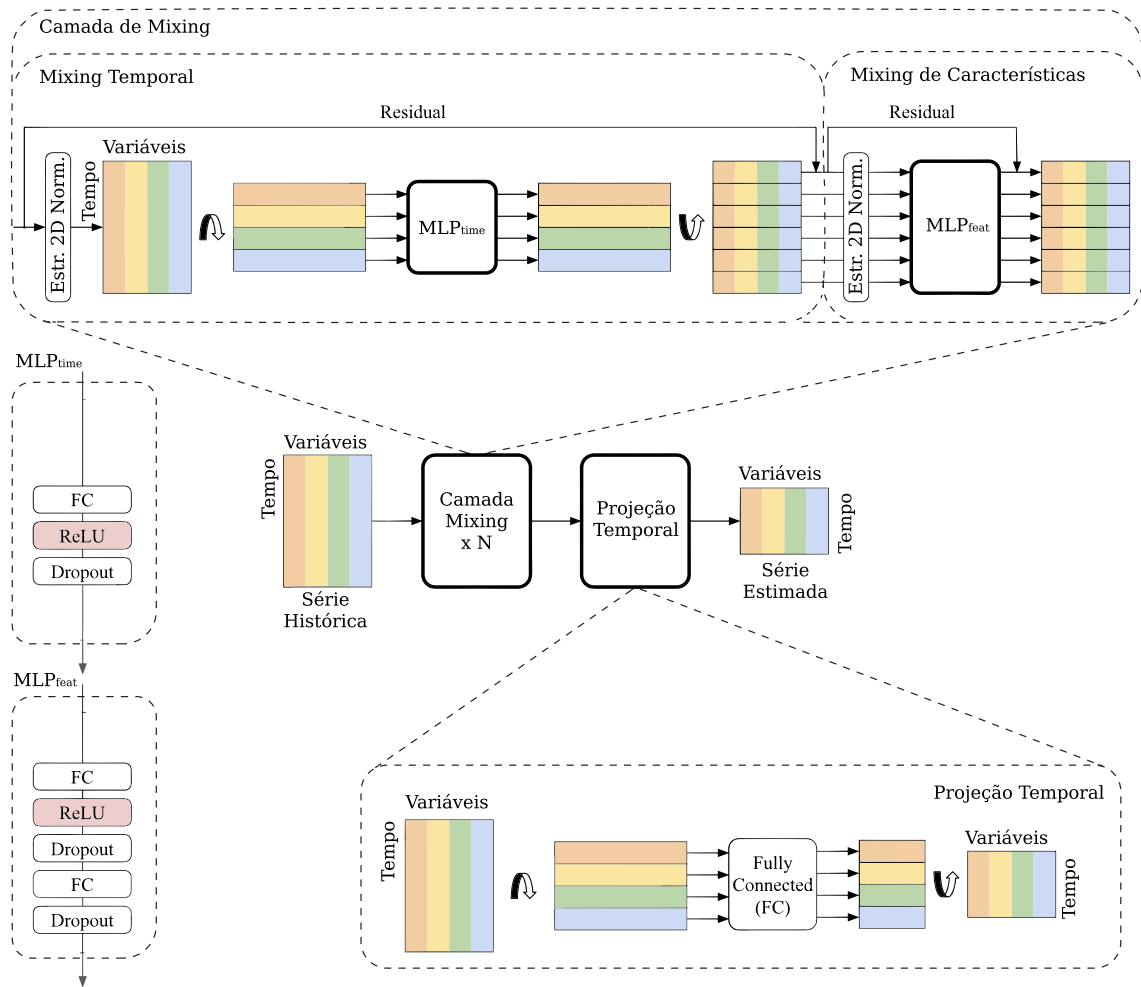 Camada de Mixing
Mixing Temporal
Mixing de Características
Residual
Residual
Variáveis
Tempo
Estr. 2D Norm.
MLPtime
Estr. 2D Norm.
MLPfeat
MLPtime
FC
ReLU
Dropout
Variáveis
Tempo
Série
Histórica
Camada
Mixing
x N
Projeção
Temporal
Variáveis
Tempo
Série
Estimada
MLPfeat
FC
ReLU
Dropout
FC
Dropout
Projeção Temporal
Variáveis
Tempo
Fully
Connected
(FC)
Variáveis
Tempo